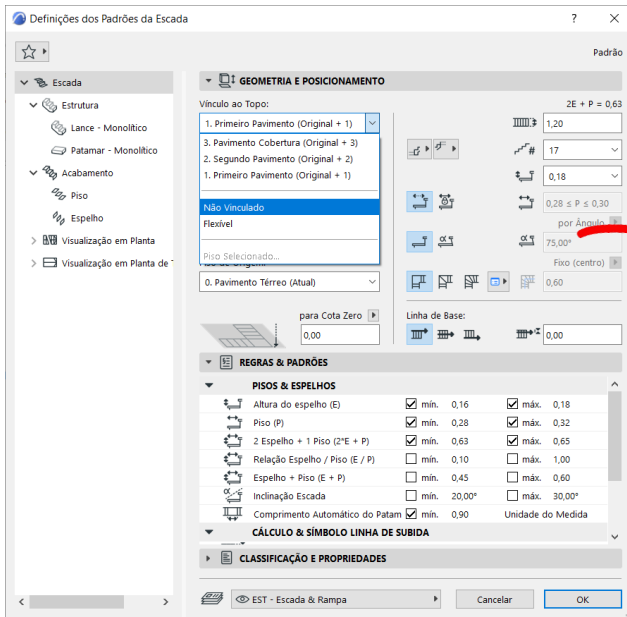 Definições dos Padrões da Escada
Padrão
Escada
Estrutura
Lance - Monolítico
Patamar - Monolítico
Acabamento
Piso
Espelho
Visualização em Planta
Visualização em Planta de
GEOMETRIA E POSICIONAMENTO
Vínculo ao Topo:
2E + P = 0,63
1. Primeiro Pavimento (Original + 1)
1,20
3. Pavimento Cobertura (Original + 3)
2. Segundo Pavimento (Original + 2)
1. Primeiro Pavimento (Original + 1)
Não Vinculado
Flexível
Piso Selecionado...
# 17
0,18
0,28 ≤ P ≤ 0,30
por Ângulo
75,00°
Fixo (centro)
0. Pavimento Térreo (Atual)
0,60
para Cota Zero
0,00
Linha de Base:
0,00
REGRAS & PADRÕES
PISOS & ESPELHOS
Altura do espelho (E) mín. 0,16 máx. 0,18
Piso (P) mín. 0,28 máx. 0,32
2 Espelho + 1 Piso (2*E + P) mín. 0,63 máx. 0,65
Relação Espelho / Piso (E / P) mín. 0,10 máx. 1,00
Espelho + Piso (E + P) mín. 0,45 máx. 0,60
Inclinação Escada mín. 20,00° máx. 30,00°
Comprimento Automático do Patam mín. 0,90 Unidade do Medida
CÁLCULO & SÍMBOLO LINHA DE SUBIDA
CLASSIFICAÇÃO E PROPRIEDADES
EST - Escada & Rampa
Cancelar
OK